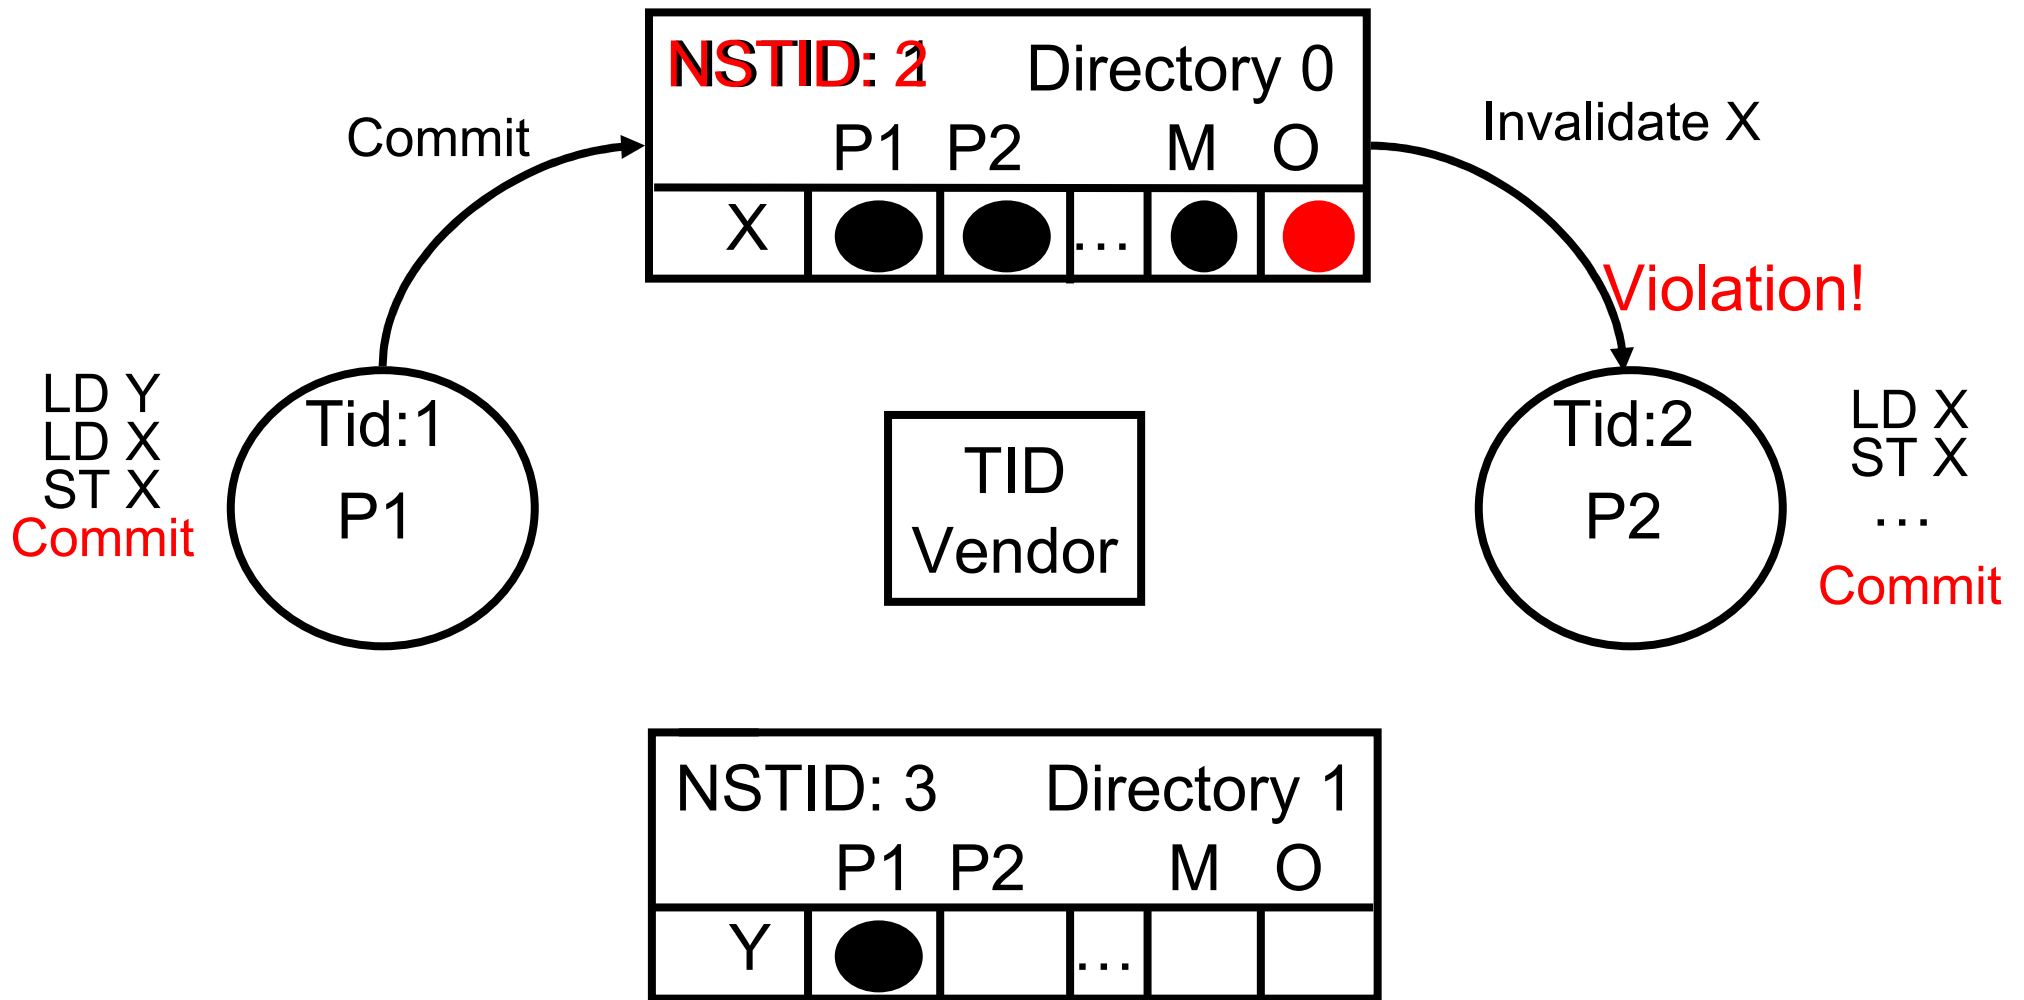 NSTID: 2 Directory 0
P1 P2 M O
X ...
Commit
Invalidate X
Violation!
LD Y
LD X
ST X
Commit
Tid:1
P1
TID
Vendor
Tid:2
P2
LD X
ST X
...
Commit
NSTID: 3 Directory 1
P1 P2 M O
Y ...